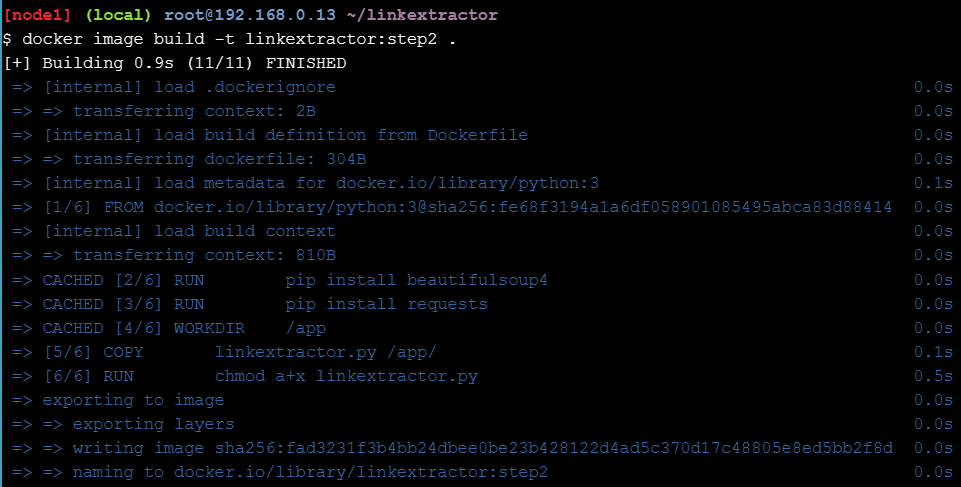 [node1] (local) root@192.168.0.13 ~/linkextractor
$ docker image build -t linkextractor:step2 .
[+] Building 0.9s (11/11) FINISHED
=> [internal] load .dockerignore 0.0s
=> => transferring context: 2B 0.0s
=> [internal] load build definition from Dockerfile 0.0s
=> => transferring dockerfile: 304B 0.0s
=> [internal] load metadata for docker.io/library/python:3 0.1s
=> [1/6] FROM docker.io/library/python:3@sha256:fe68f3194a1a6df058901085495abca83d88414 0.0s
=> [internal] load build context 0.0s
=> => transferring context: 810B 0.0s
=> CACHED [2/6] RUN pip install beautifulsoup4 0.0s
=> CACHED [3/6] RUN pip install requests 0.0s
=> CACHED [4/6] WORKDIR /app 0.0s
=> [5/6] COPY linkextractor.py /app/ 0.1s
=> [6/6] RUN chmod a+x linkextractor.py 0.5s
=> exporting to image 0.0s
=> => exporting layers 0.0s
=> => writing image sha256:fad3231f3b4bb24dbee0be23b428122d4ad5c370d17c48805e8ed5bb2f8d 0.0s
=> => naming to docker.io/library/linkextractor:step2 0.0s